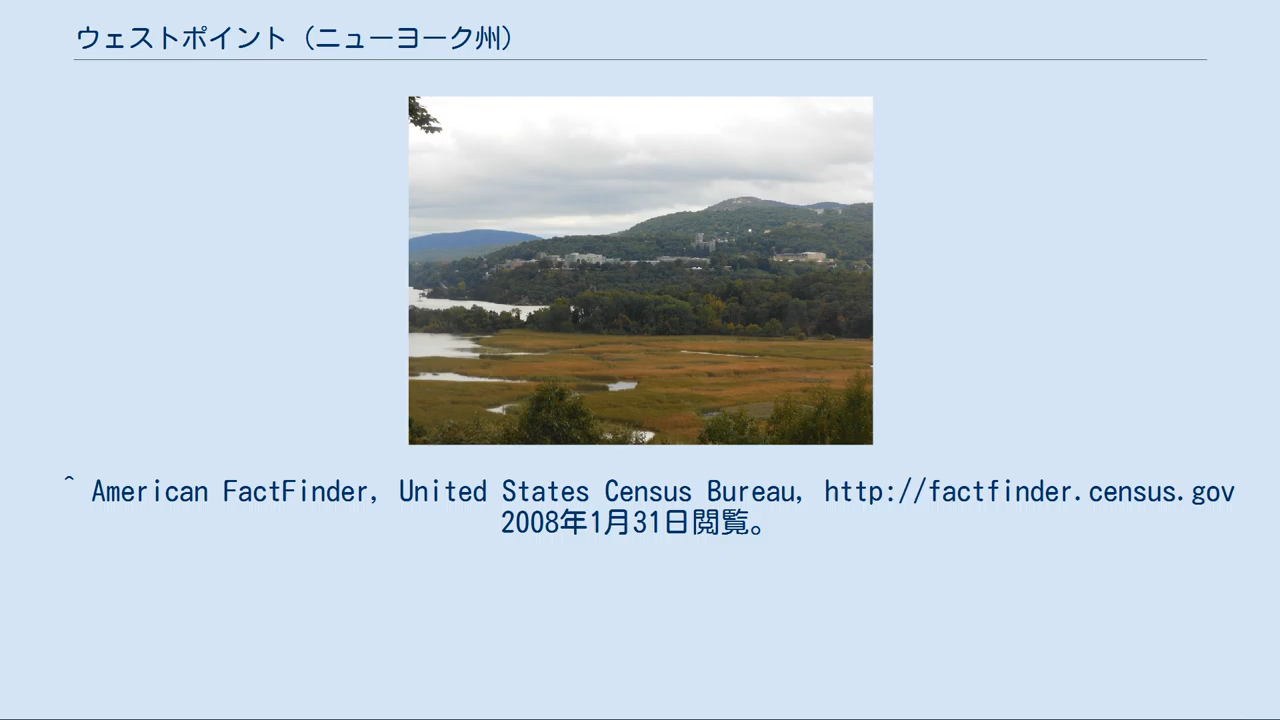 ウェストポイント（ニューヨーク州）
^ American FactFinder, United States Census Bureau, http://factfinder.census.gov
2008年1月31日閲覧。